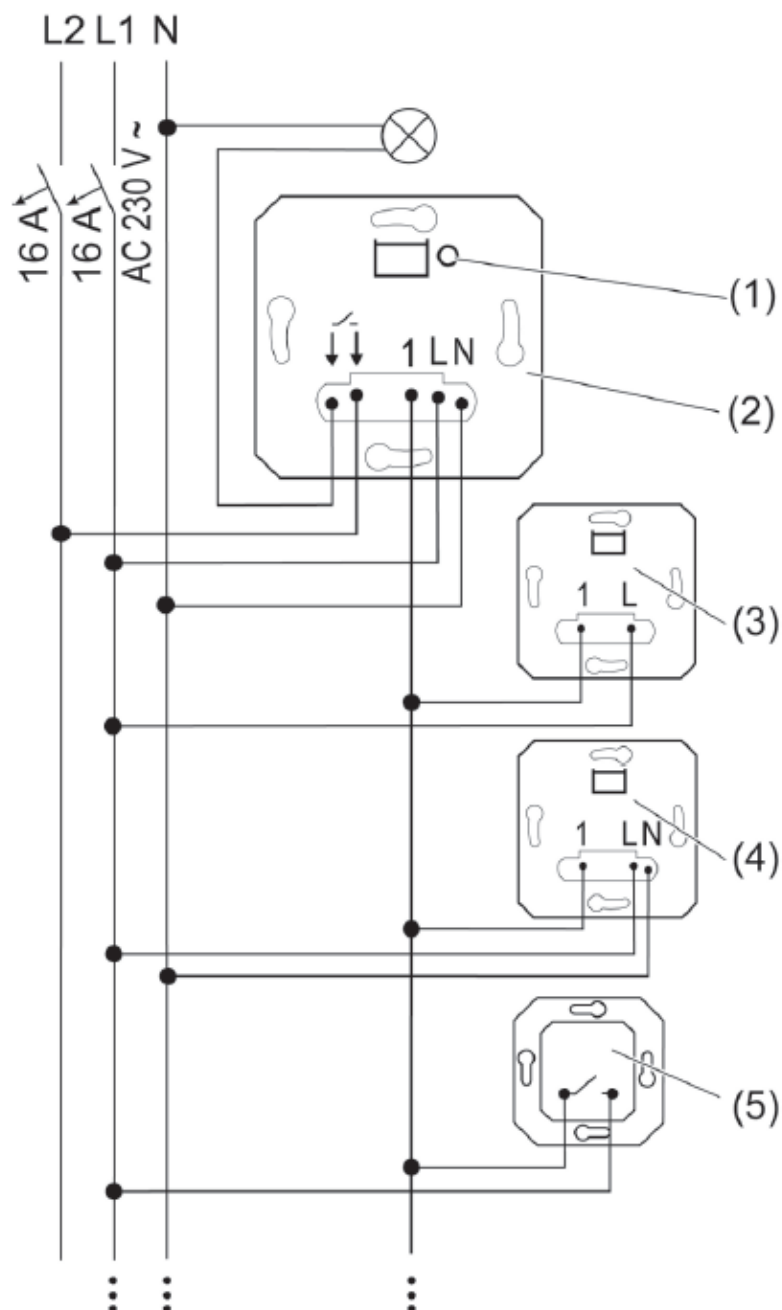 L2 L1 N
16 A
16 A
AC 230 V ~
(1)
1 L N
(2)
1 L
(3)
1 L N
(4)
(5)